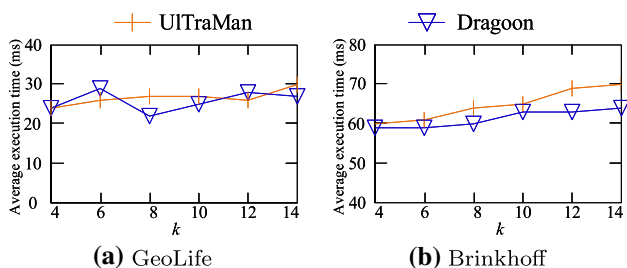 UlTraMan Dragoon
Average execution time (ms)
40
30
20
10
0
4 6 8 10 12 14
k
(a) GeoLife
Average execution time (ms)
80
70
60
50
40
4 6 8 10 12 14
k
(b) Brinkhoff